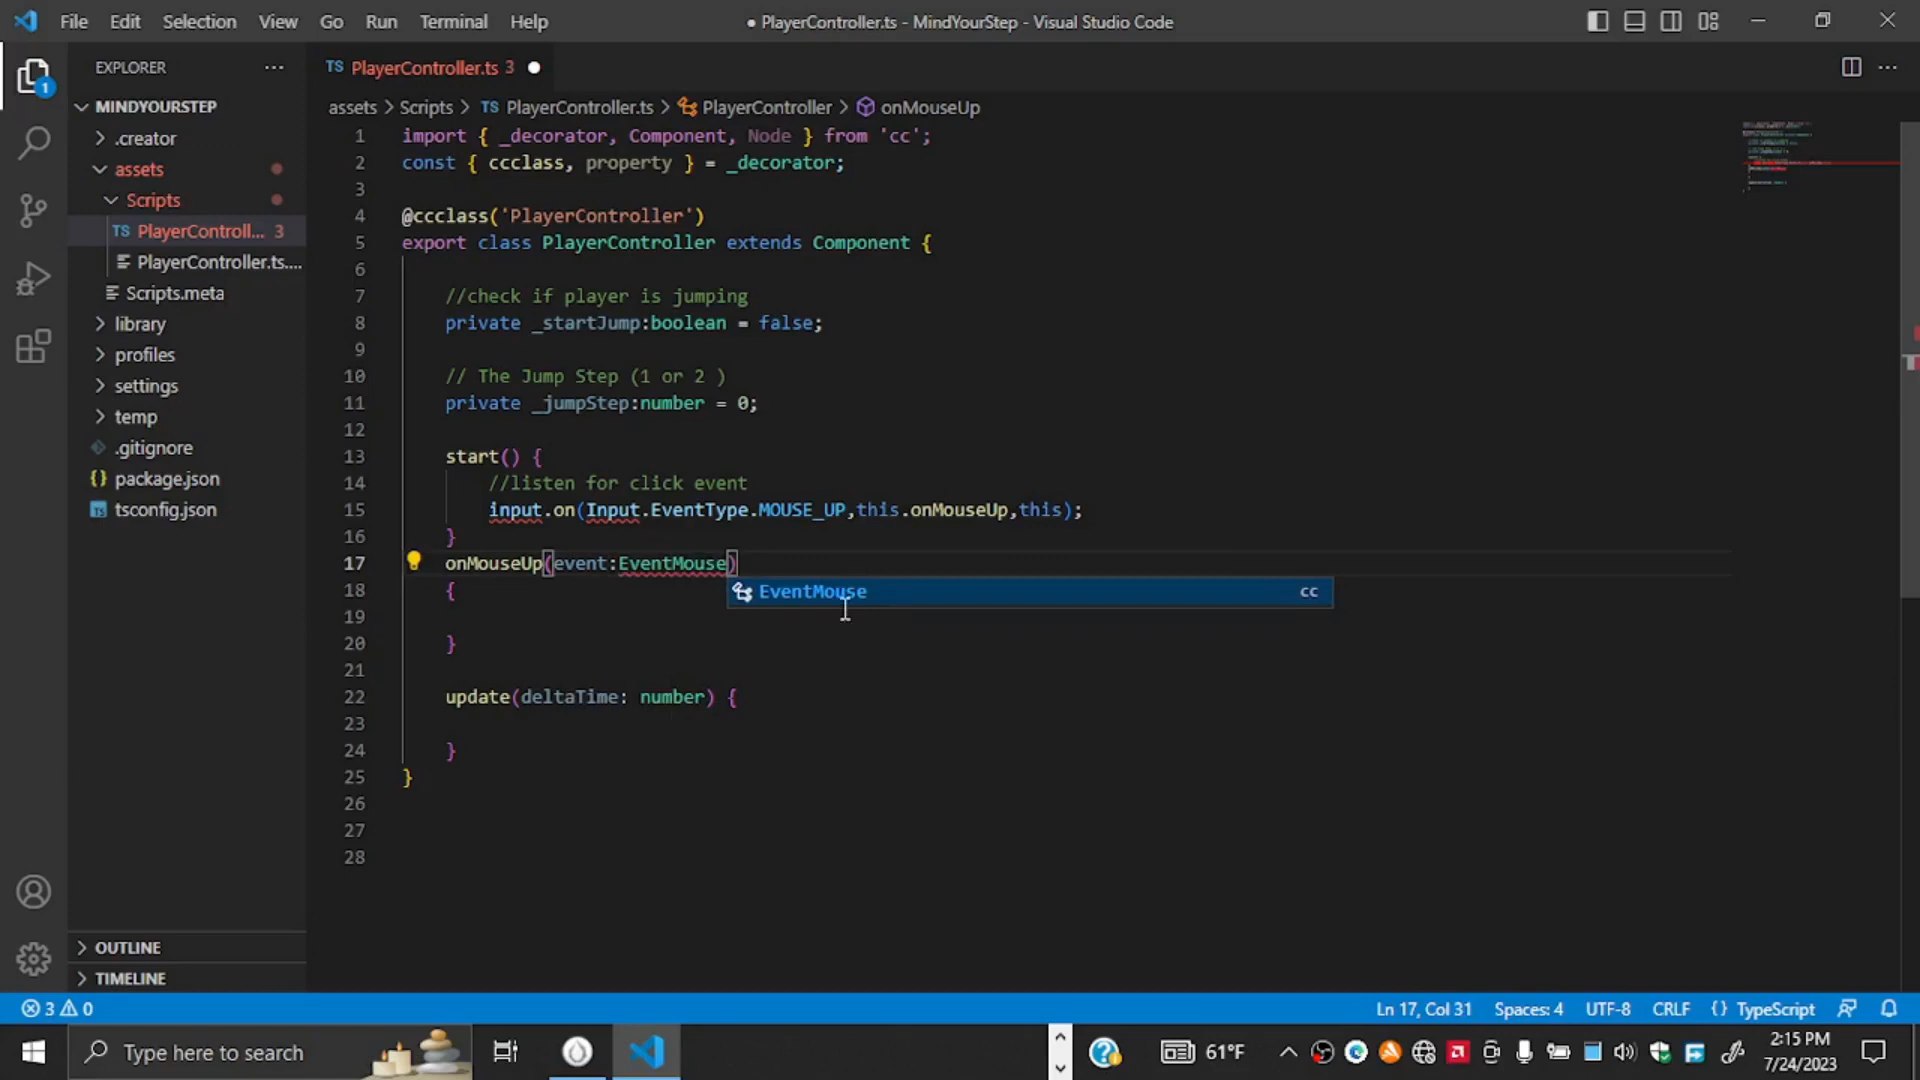 File Edit Selection View Go Run Terminal Help
● PlayerController.ts - MindYourStep - Visual Studio Code
EXPLORER
MINDYOURSTEP
.creator
assets
Scripts
TS PlayerControll... 3
PlayerController.ts....
Scripts.meta
library
profiles
settings
temp
.gitignore
{} package.json
tsconfig.json
OUTLINE
TIMELINE
TS PlayerController.ts 3
assets > Scripts > TS PlayerController.ts > PlayerController > onMouseUp
1 import { _decorator, Component, Node } from 'cc';
2 const { ccclass, property } = _decorator;
3
4 @ccclass('PlayerController')
5 export class PlayerController extends Component {
6
7 //check if player is jumping
8 private _startJump:boolean = false;
9
10 // The Jump Step (1 or 2 )
11 private _jumpStep:number = 0;
12
13 start() {
14 //listen for click event
15 input.on(Input.EventType.MOUSE_UP,this.onMouseUp,this);
16 }
17 onMouseUp(event:EventMouse)
18 {
EventMouse cc
19
20 }
21
22 update(deltaTime: number) {
23
24 }
25 }
26
27
28
1
3 0
Ln 17, Col 31 Spaces: 4 UTF-8 CRLF {} TypeScript
Type here to search
61°F
2:15 PM
7/24/2023